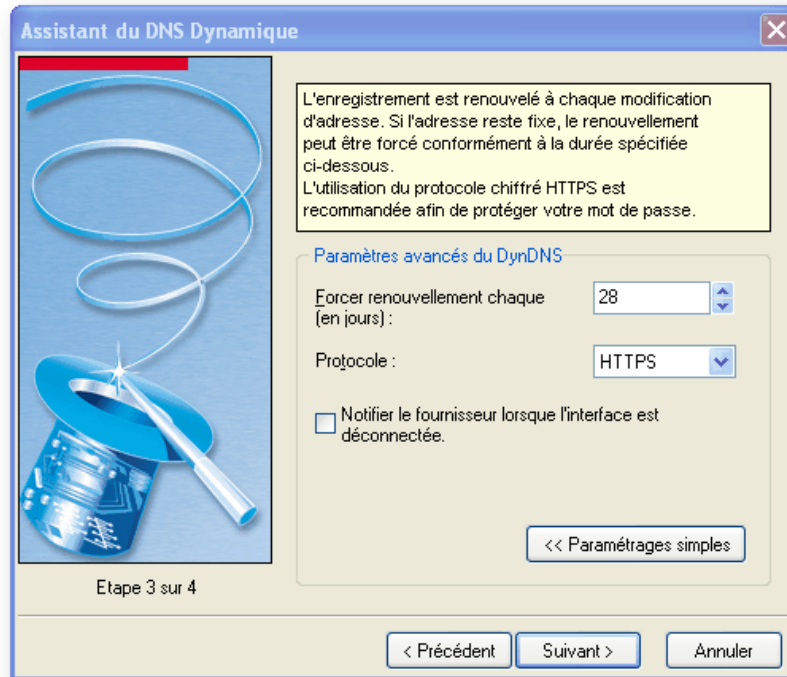 Assistant du DNS Dynamique
L'enregistrement est renouvelé à chaque modification
d'adresse. Si l'adresse reste fixe, le renouvellement
peut être forcé conformément à la durée spécifiée
ci-dessous.
L'utilisation du protocole chiffré HTTPS est
recommandée afin de protéger votre mot de passe.
Paramètres avancés du DynDNS
Forcer renouvellement chaque
(en jours) :
28
Protocole :
HTTPS
Notifier le fournisseur lorsque l'interface est
déconnectée.
<< Paramétrages simples
Etape 3 sur 4
< Précédent
Suivant >
Annuler